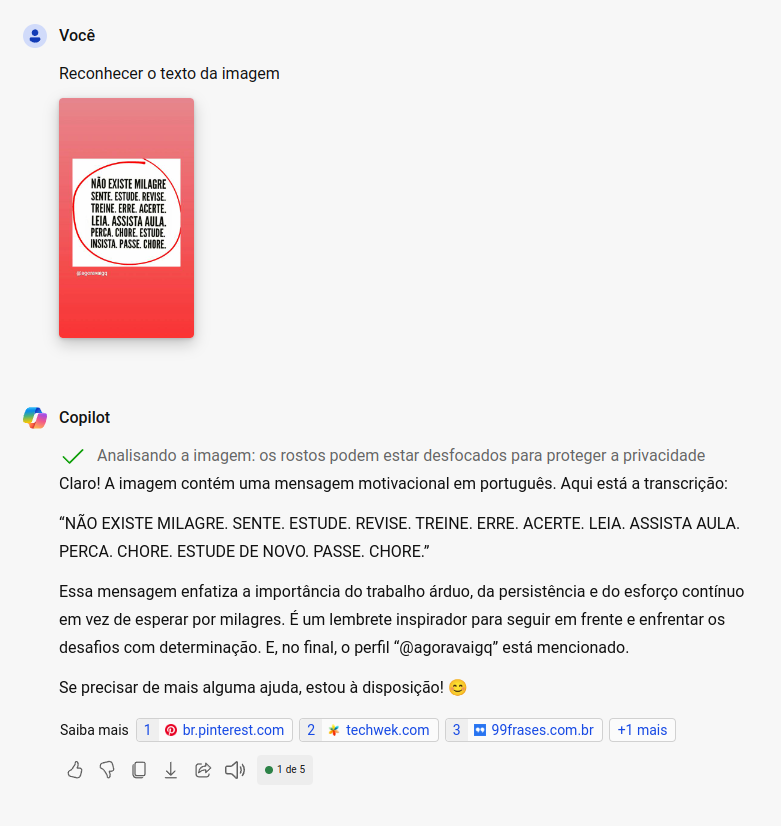 Você
Reconhecer o texto da imagem
NÃO EXISTE MILAGRE
SENTE. ESTUDE. REVISE.
TREINE. ERRE. ACERTE.
LEIA. ASSISTA AULA.
PERCA. CHORE. ESTUDE.
INSISTA. PASSE. CHORE.
@agoravaigq
Copilot
Analisando a imagem: os rostos podem estar desfocados para proteger a privacidade
Claro! A imagem contém uma mensagem motivacional em português. Aqui está a transcrição:
“NÃO EXISTE MILAGRE. SENTE. ESTUDE. REVISE. TREINE. ERRE. ACERTE. LEIA. ASSISTA AULA.
PERCA. CHORE. ESTUDE DE NOVO. PASSE. CHORE.”
Essa mensagem enfatiza a importância do trabalho árduo, da persistência e do esforço contínuo
em vez de esperar por milagres. É um lembrete inspirador para seguir em frente e enfrentar os
desafios com determinação. E, no final, o perfil “@agoravaigq” está mencionado.
Se precisar de mais alguma ajuda, estou à disposição! 😊
Saiba mais 1 br.pinterest.com 2 techwek.com 3 99frases.com.br +1 mais
1 de 5